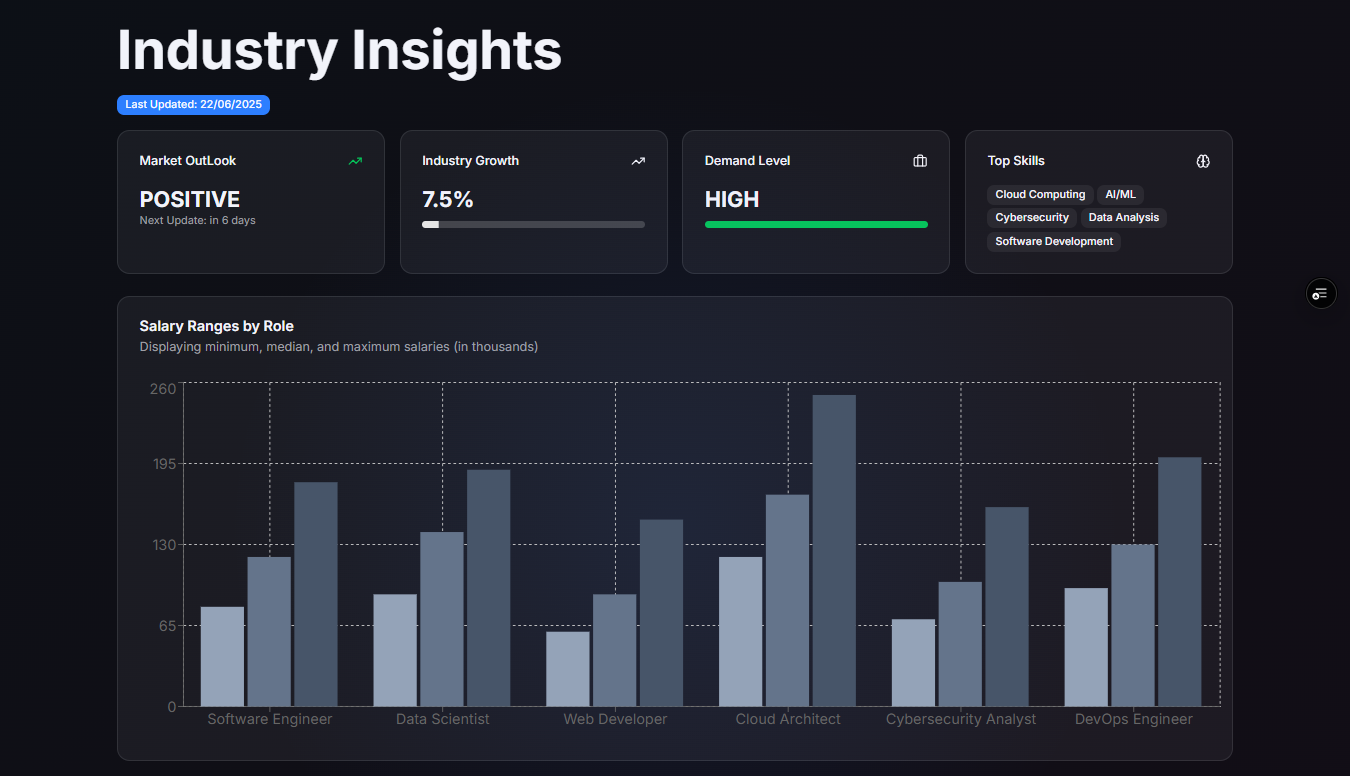 Industry Insights
Last Updated: 22/06/2025
Market OutLook
POSITIVE
Next Update: in 6 days
Industry Growth
7.5%
Demand Level
HIGH
Top Skills
Cloud Computing AI/ML
Cybersecurity Data Analysis
Software Development
Salary Ranges by Role
Displaying minimum, median, and maximum salaries (in thousands)
260
195
130
65
0
Software Engineer Data Scientist Web Developer Cloud Architect Cybersecurity Analyst DevOps Engineer